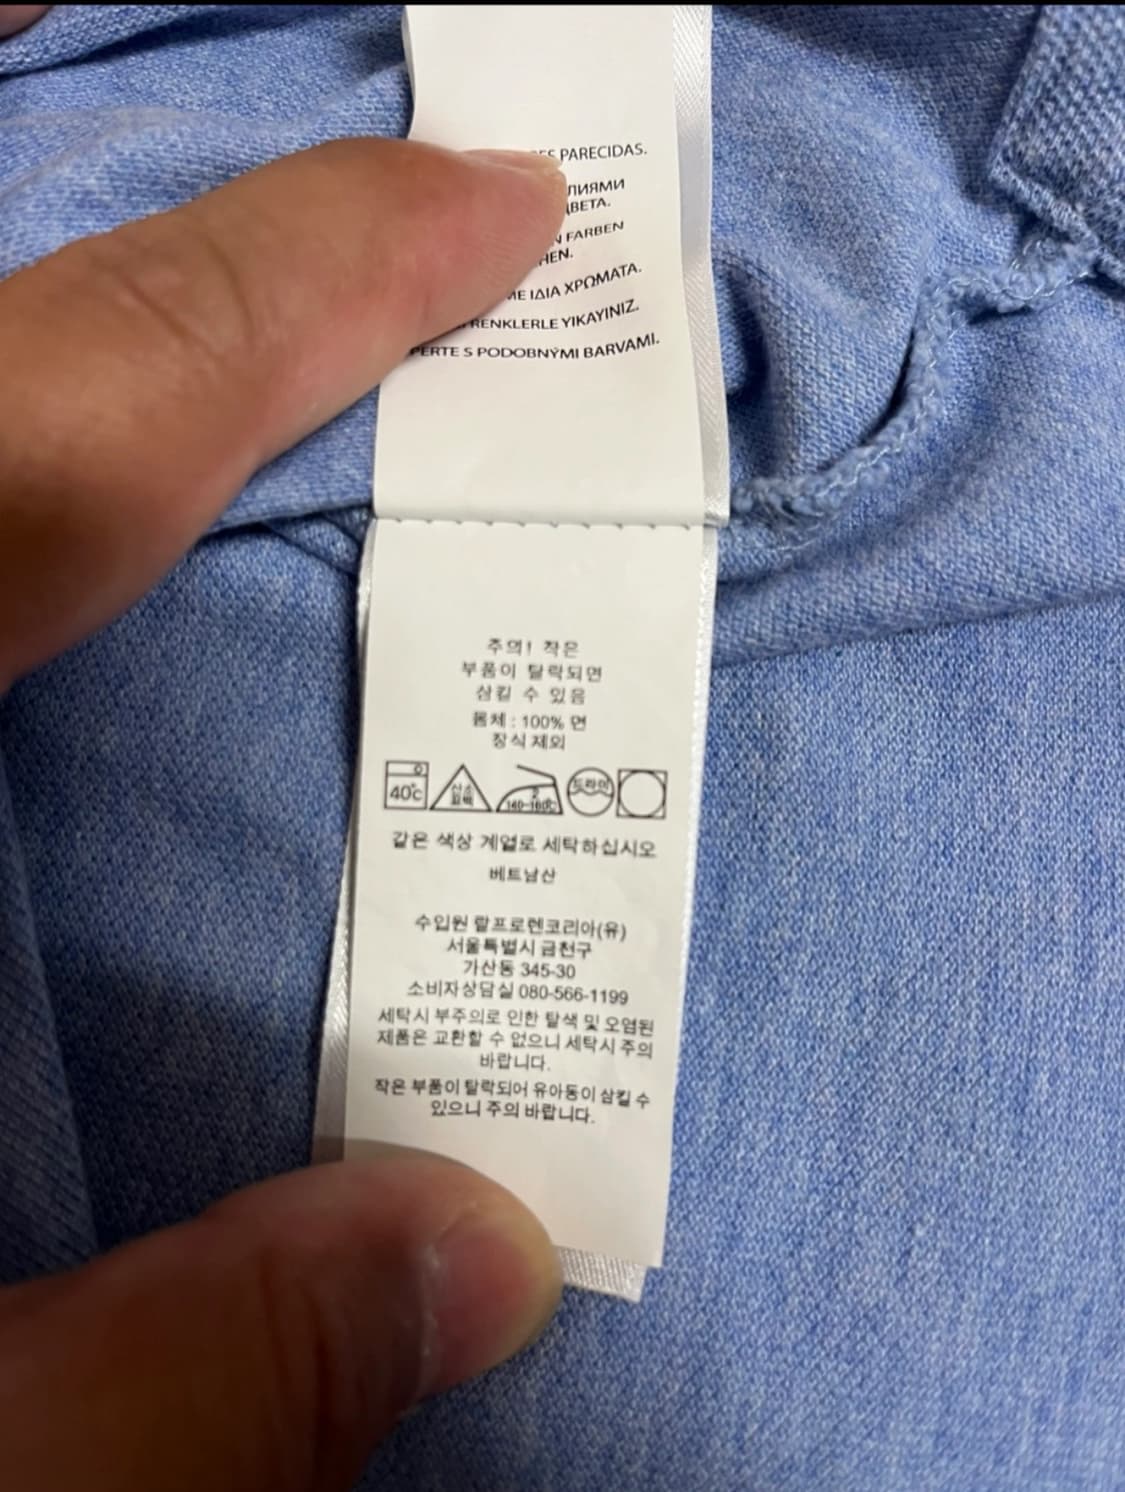 PARECIDAS.
FARBEN
ΜΕ ΙΔΙΑ ΧΡΩΜΑΤΑ.
RENKLERLE YIKAYINIZ.
PERTE S PODOBNÝMI BARVAMI.
주의! 작은
부품이 탈락되면
삼킬 수 있음
몸체 : 100% 면
장식 제외
40℃ 산소 표백 2 140~160℃ 드라이
같은 색상 계열로 세탁하십시오
베트남산
수입원 랄프로렌코리아(유)
서울특별시 금천구
가산동 345-30
소비자상담실 080-566-1199
세탁시 부주의로 인한 탈색 및 오염된
제품은 교환할 수 없으니 세탁시 주의
바랍니다.
작은 부품이 탈락되어 유아동이 삼킬 수
있으니 주의 바랍니다.